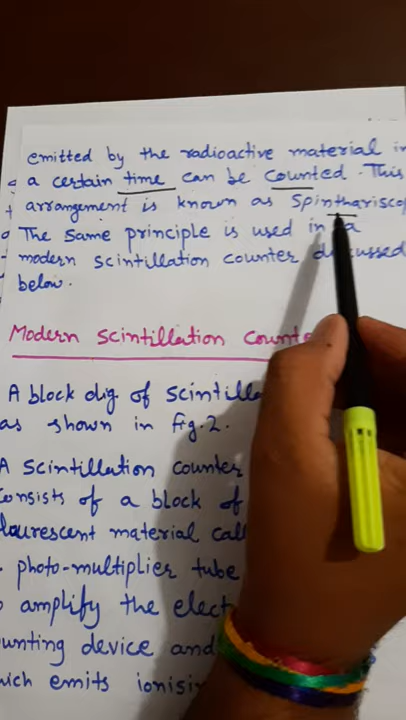 emitted by the radioactive material in
a certain time can be counted. This
arrangement is known as Spinthariscop
The same principle is used in a
modern scintillation counter discussed
below.
Modern Scintillation Counte
A block dig of Scintilla
as shown in fig. 2.
A Scintillation counter
Consists of a block of
flourescent material cal
photo-multiplier tube
amplify the elect
unting device and
hich emits ionisi